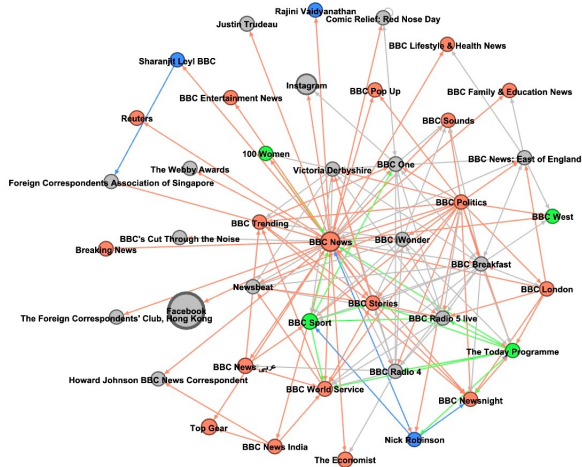 Rajini Vaidyanathan
Justin Trudeau
Comic Relief: Red Nose Day
BBC Lifestyle & Health News
Sharanjit Leyl BBC
Instagram
BBC Pop Up
BBC Family & Education News
BBC Entertainment News
Reuters
BBC Sounds
100 Women
BBC One
BBC News: East of England
The Webby Awards
Victoria Derbyshire
Foreign Correspondents Association of Singapore
BBC Politics
BBC West
BBC Trending
BBC's Cut Through the Noise
BBC News
BBC Wonder
Breaking News
BBC Breakfast
Newsbeat
BBC London
BBC Stories
Facebook
The Foreign Correspondents' Club, Hong Kong
BBC Sport
BBC Radio 5 live
The Today Programme
BBC News عربي
BBC Radio 4
Howard Johnson BBC News Correspondent
BBC World Service
BBC Newsnight
Top Gear
Nick Robinson
BBC News India
The Economist